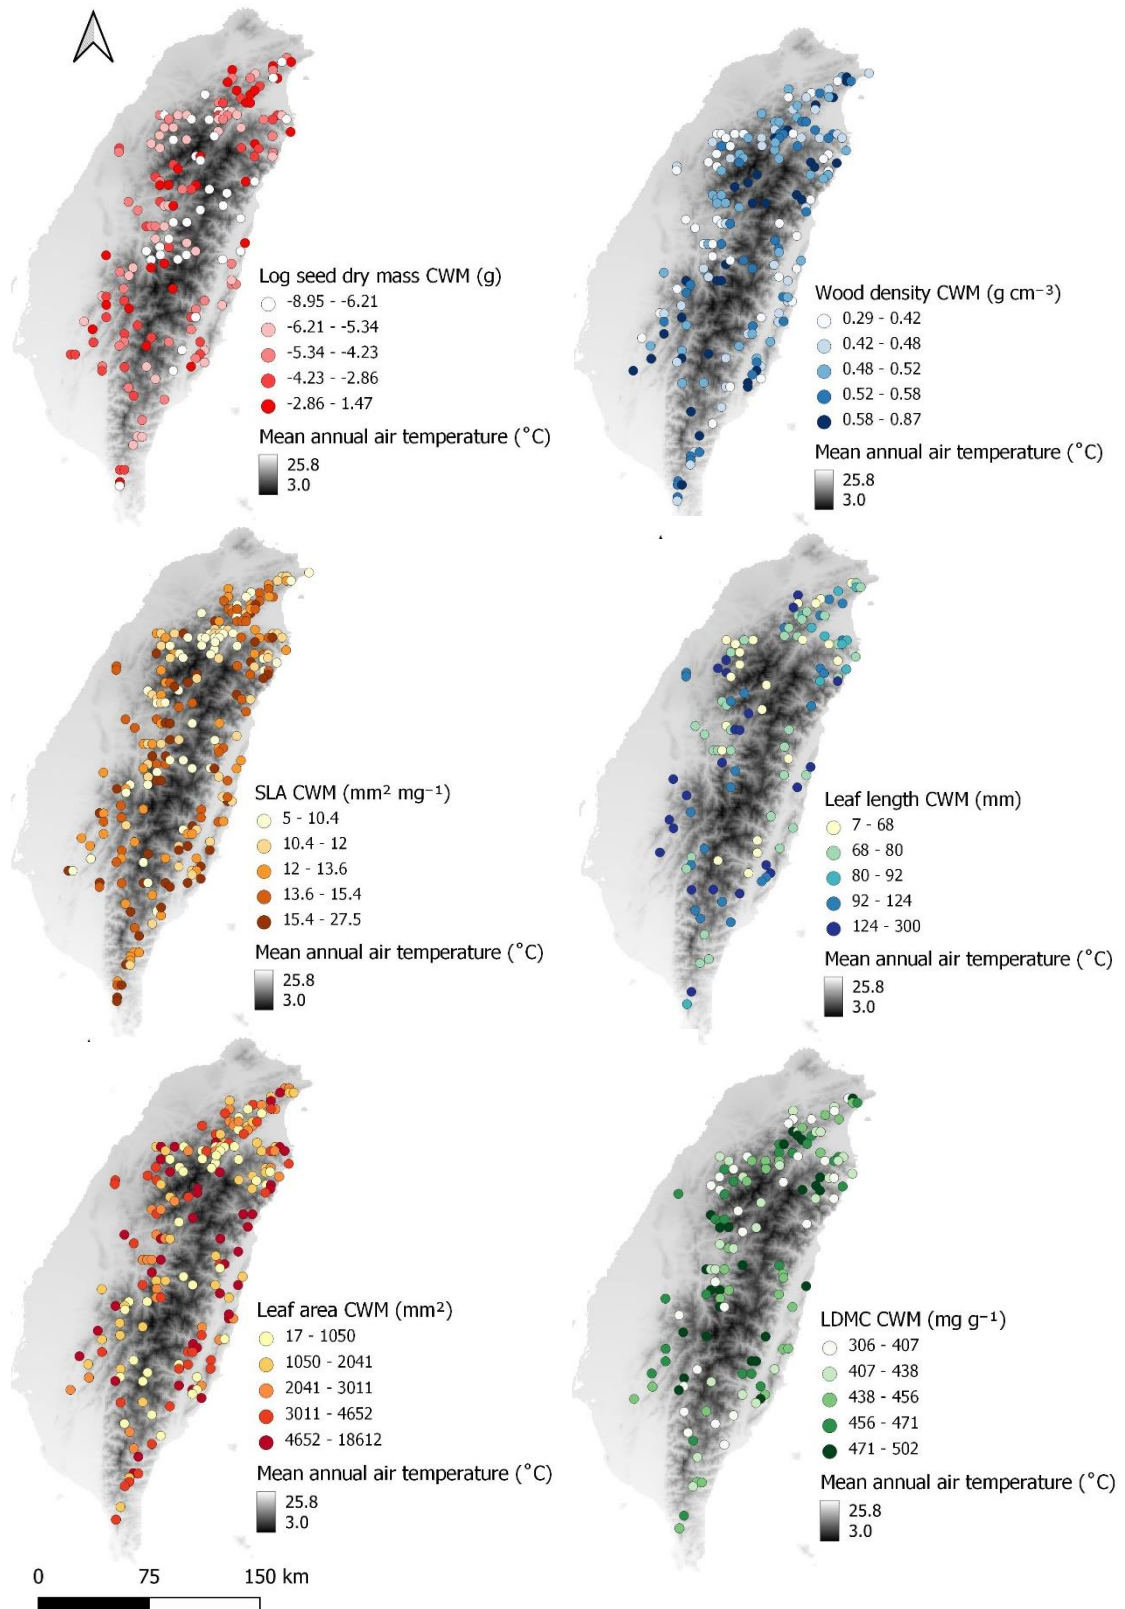 Log seed dry mass CWM (g)
-8.95 - -6.21
-6.21 - -5.34
-5.34 - -4.23
-4.23 - -2.86
-2.86 - 1.47
Mean annual air temperature (˚C)
25.8
3.0
Wood density CWM (g cm⁻³)
0.29 - 0.42
0.42 - 0.48
0.48 - 0.52
0.52 - 0.58
0.58 - 0.87
Mean annual air temperature (˚C)
25.8
3.0
SLA CWM (mm² mg⁻¹)
5 - 10.4
10.4 - 12
12 - 13.6
13.6 - 15.4
15.4 - 27.5
Mean annual air temperature (˚C)
25.8
3.0
Leaf length CWM (mm)
7 - 68
68 - 80
80 - 92
92 - 124
124 - 300
Mean annual air temperature (˚C)
25.8
3.0
Leaf area CWM (mm²)
17 - 1050
1050 - 2041
2041 - 3011
3011 - 4652
4652 - 18612
Mean annual air temperature (˚C)
25.8
3.0
LDMC CWM (mg g⁻¹)
306 - 407
407 - 438
438 - 456
456 - 471
471 - 502
Mean annual air temperature (˚C)
25.8
3.0
0 75 150 km